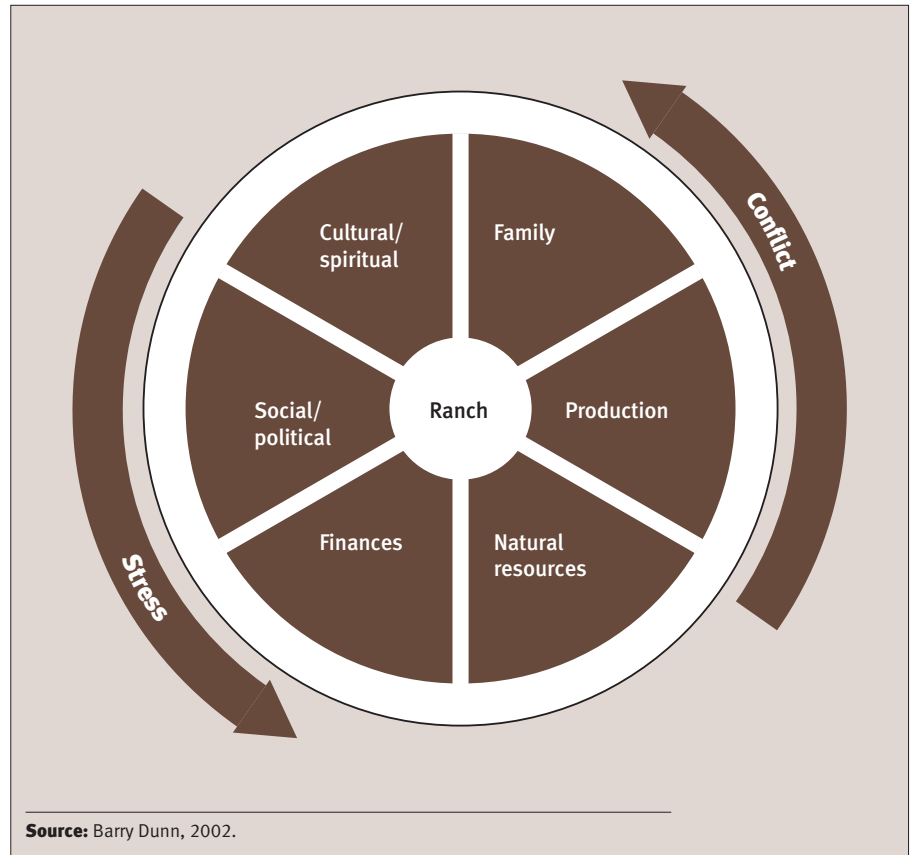 Conflict
Cultural/
spiritual
Family
Social/
political
Ranch
Production
Finances
Natural
resources
Stress
Source: Barry Dunn, 2002.